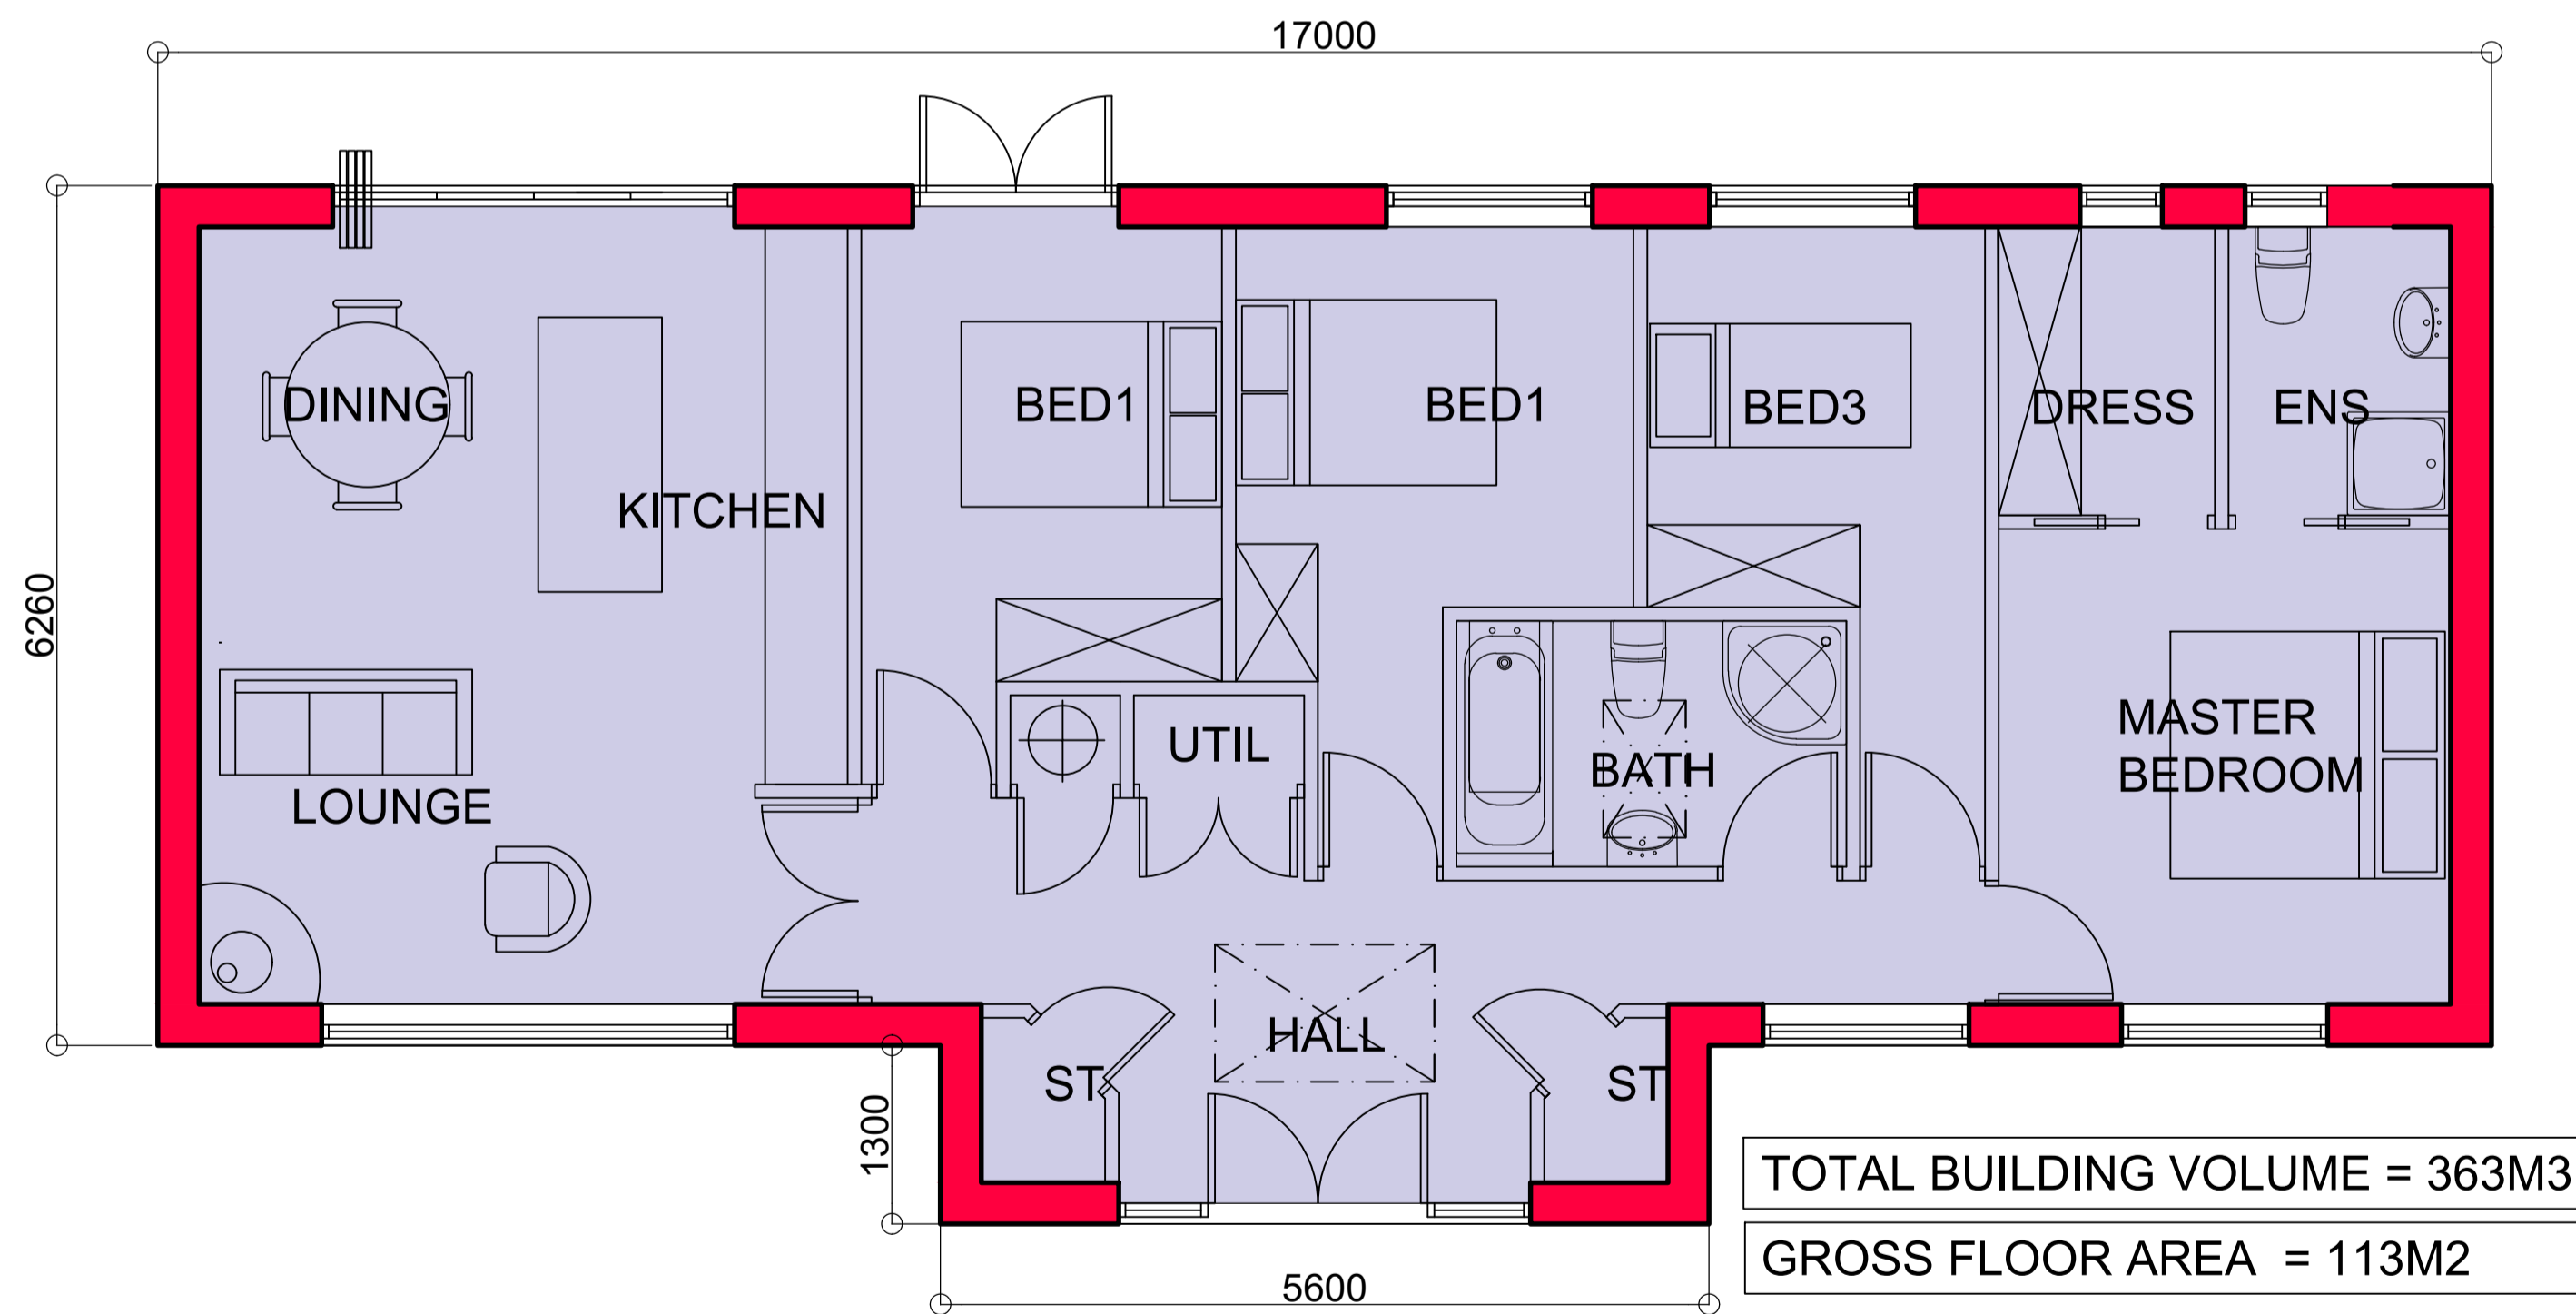 17000
DINING
BED1
BED1
BED3
DRESS
ENS
KITCHEN
6260
MASTER
BEDROOM
UTIL
BATH
LOUNGE
HALL
ST
ST
1300
TOTAL BUILDING VOLUME = 363M3
GROSS FLOOR AREA = 113M2
5600